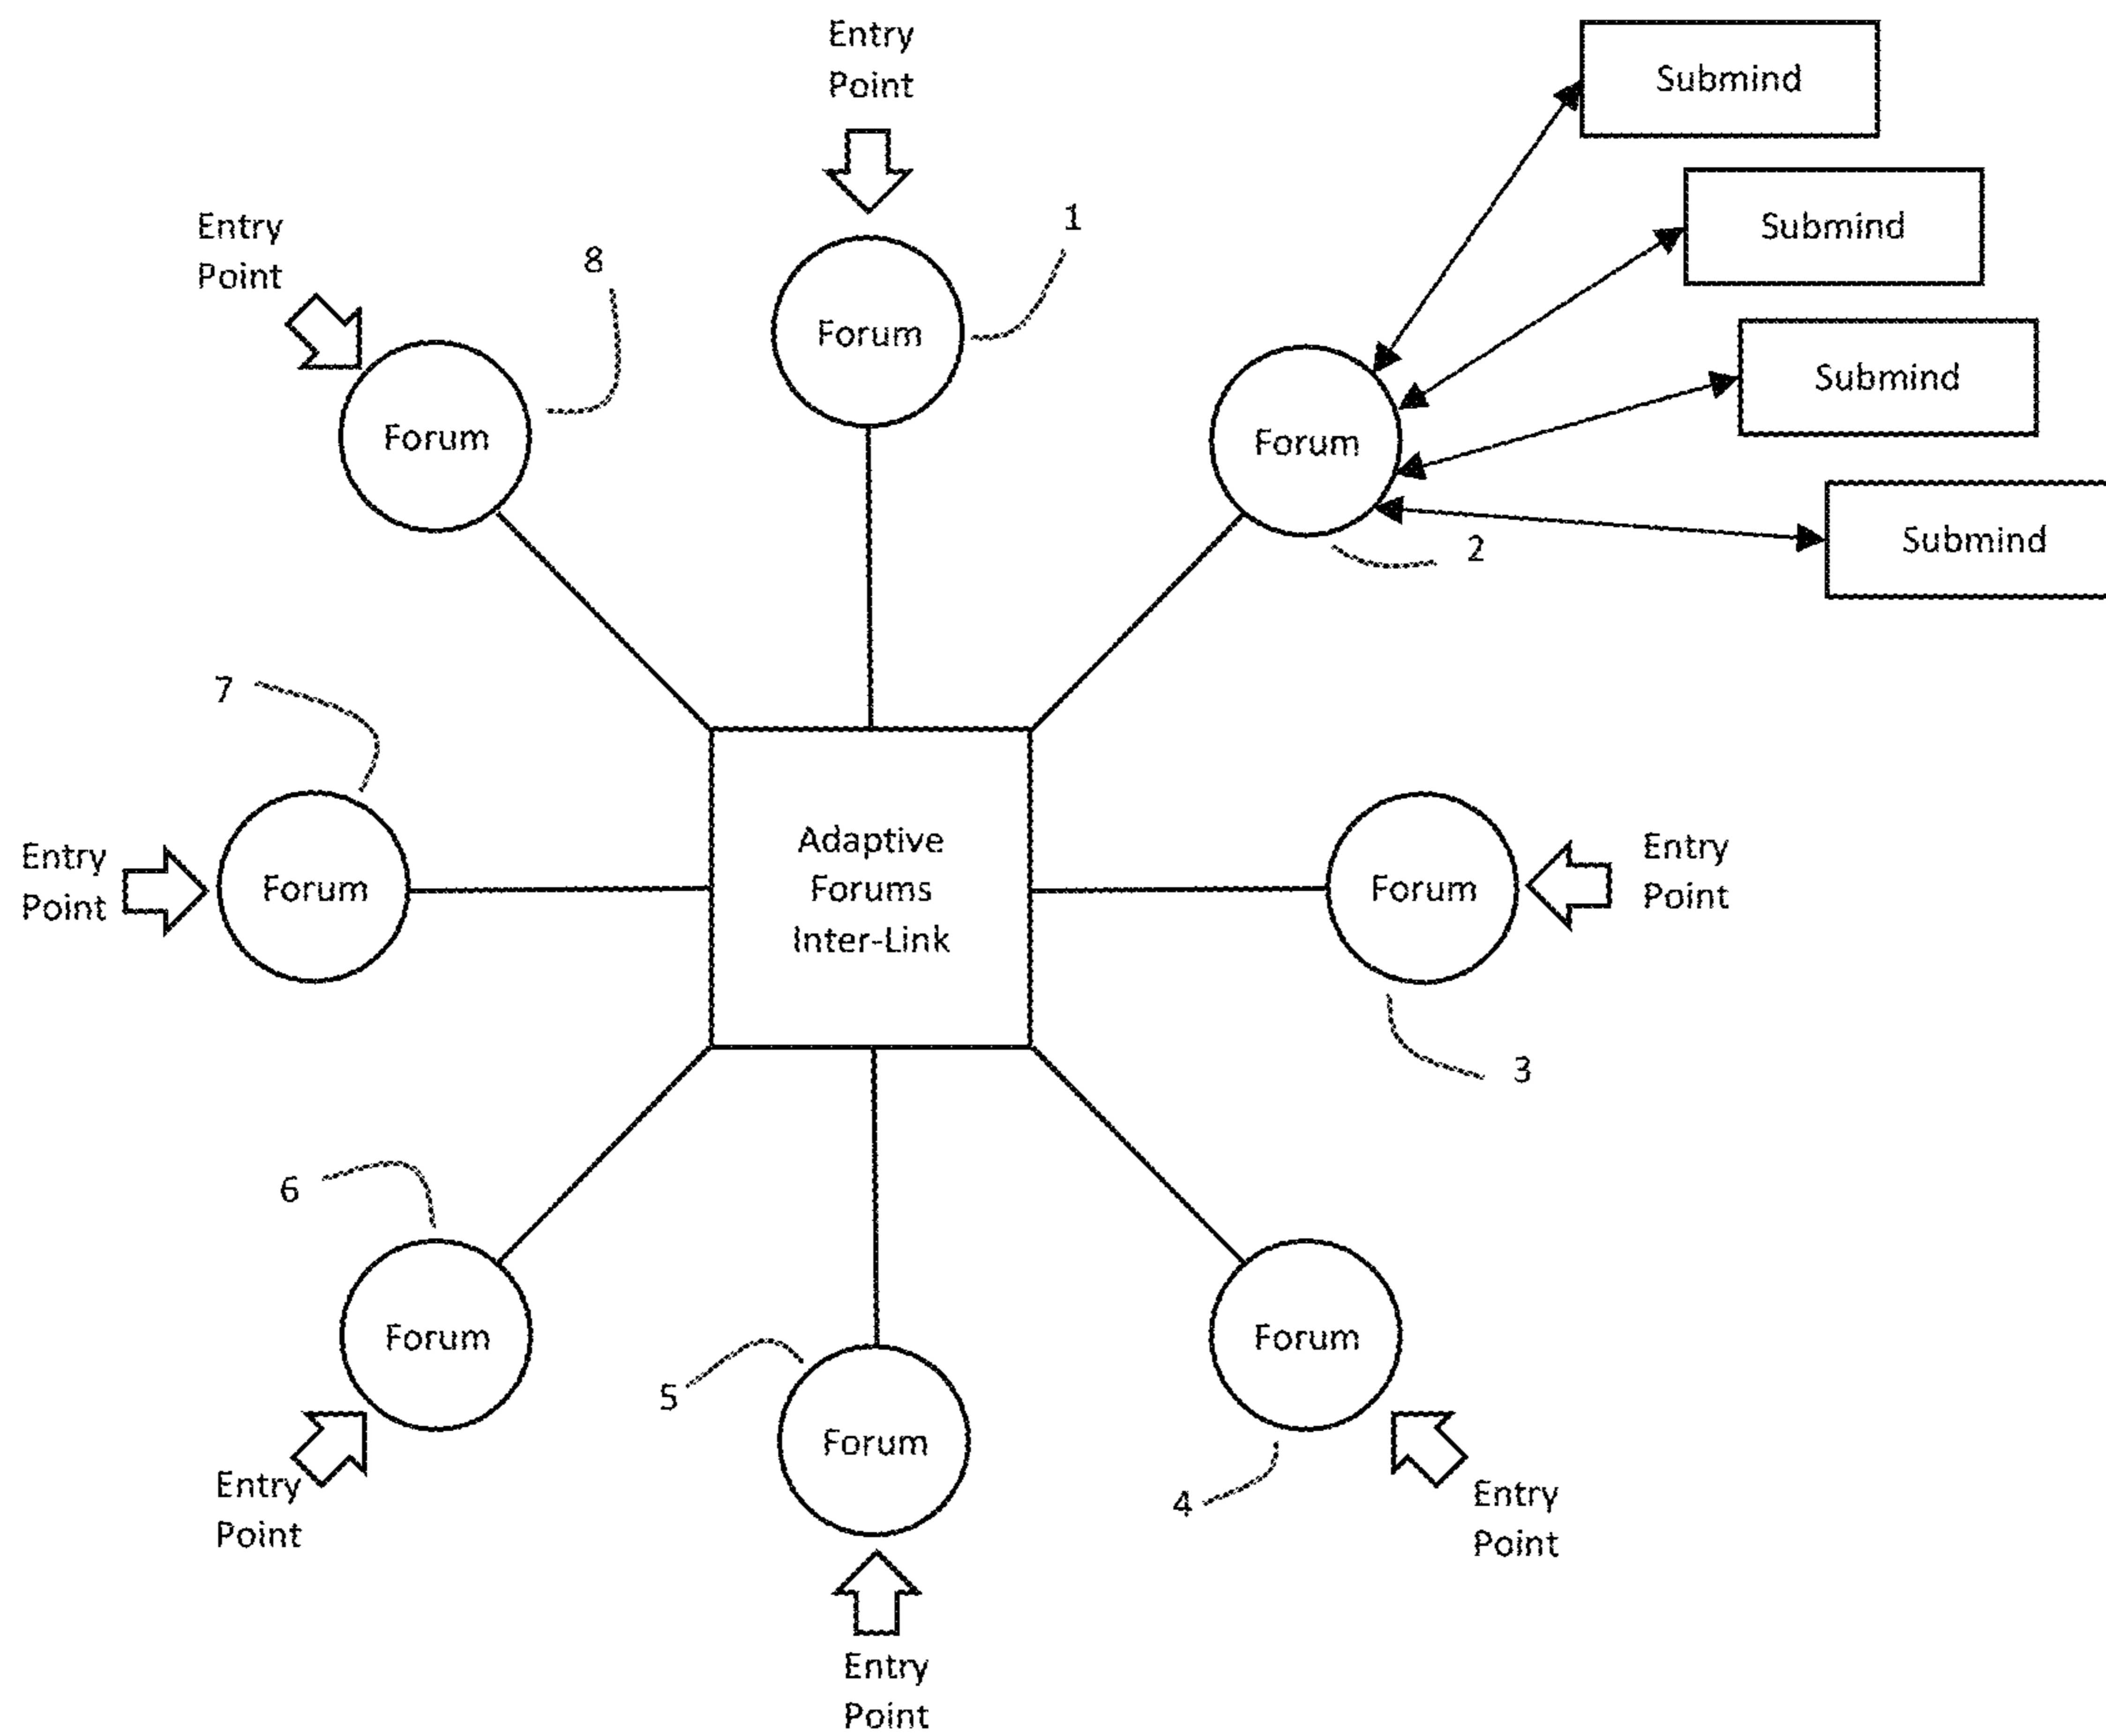 Entry
Point
Submind
Submind
Submind
Submind
Entry
Point
8
1
Forum
Forum
Forum
2
7
Entry
Point
Forum
Adaptive
Forums
Inter-Link
Forum
Entry
Point
3
6
Forum
5
Forum
Forum
4
Entry
Point
Entry
Point
Entry
Point